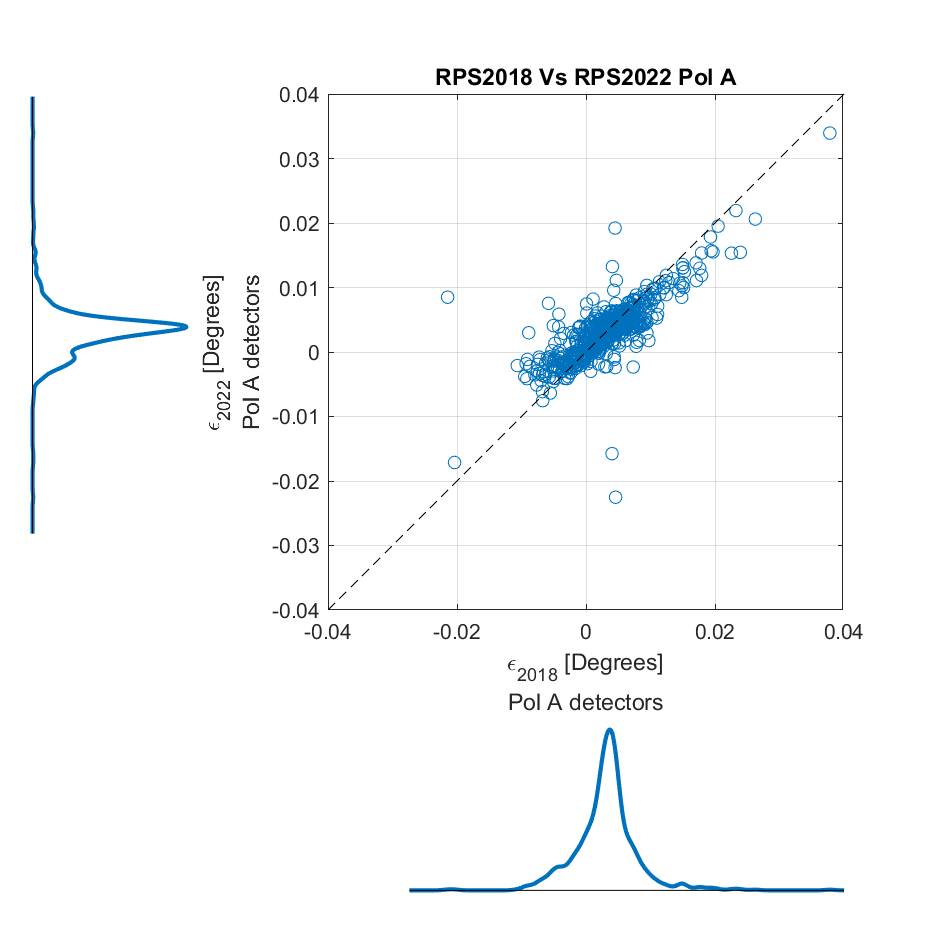 RPS2018 Vs RPS2022 Pol A
0.04
0.03
0.02
0.01
0
-0.01
-0.02
-0.03
-0.04
ϵ2022 [Degrees]
Pol A detectors
-0.04
-0.02
0
0.02
0.04
ϵ2018 [Degrees]
Pol A detectors